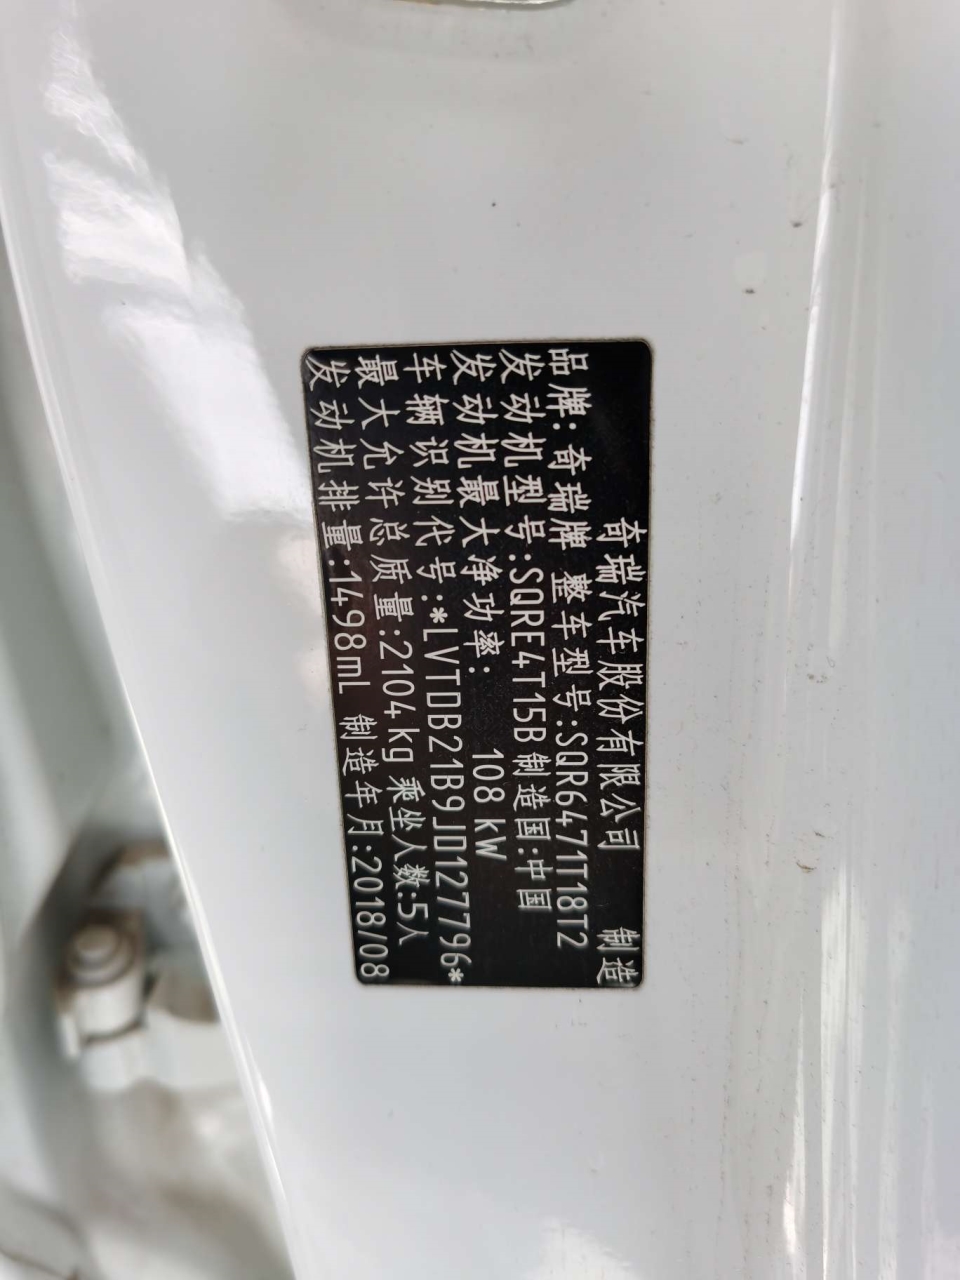 奇瑞汽车股份有限公司 制造
品牌:奇瑞牌 整车型号:SQR6471T18T2
发动机型号:SQRE4T15B 制造国:中国
发动机最大净功率: 108 kW
车辆识别代号:*LVTDB21B9JD127796*
最大允许总质量:2104kg 乘坐人数:5人
发动机排量:1498mL 制造年月:2018/08